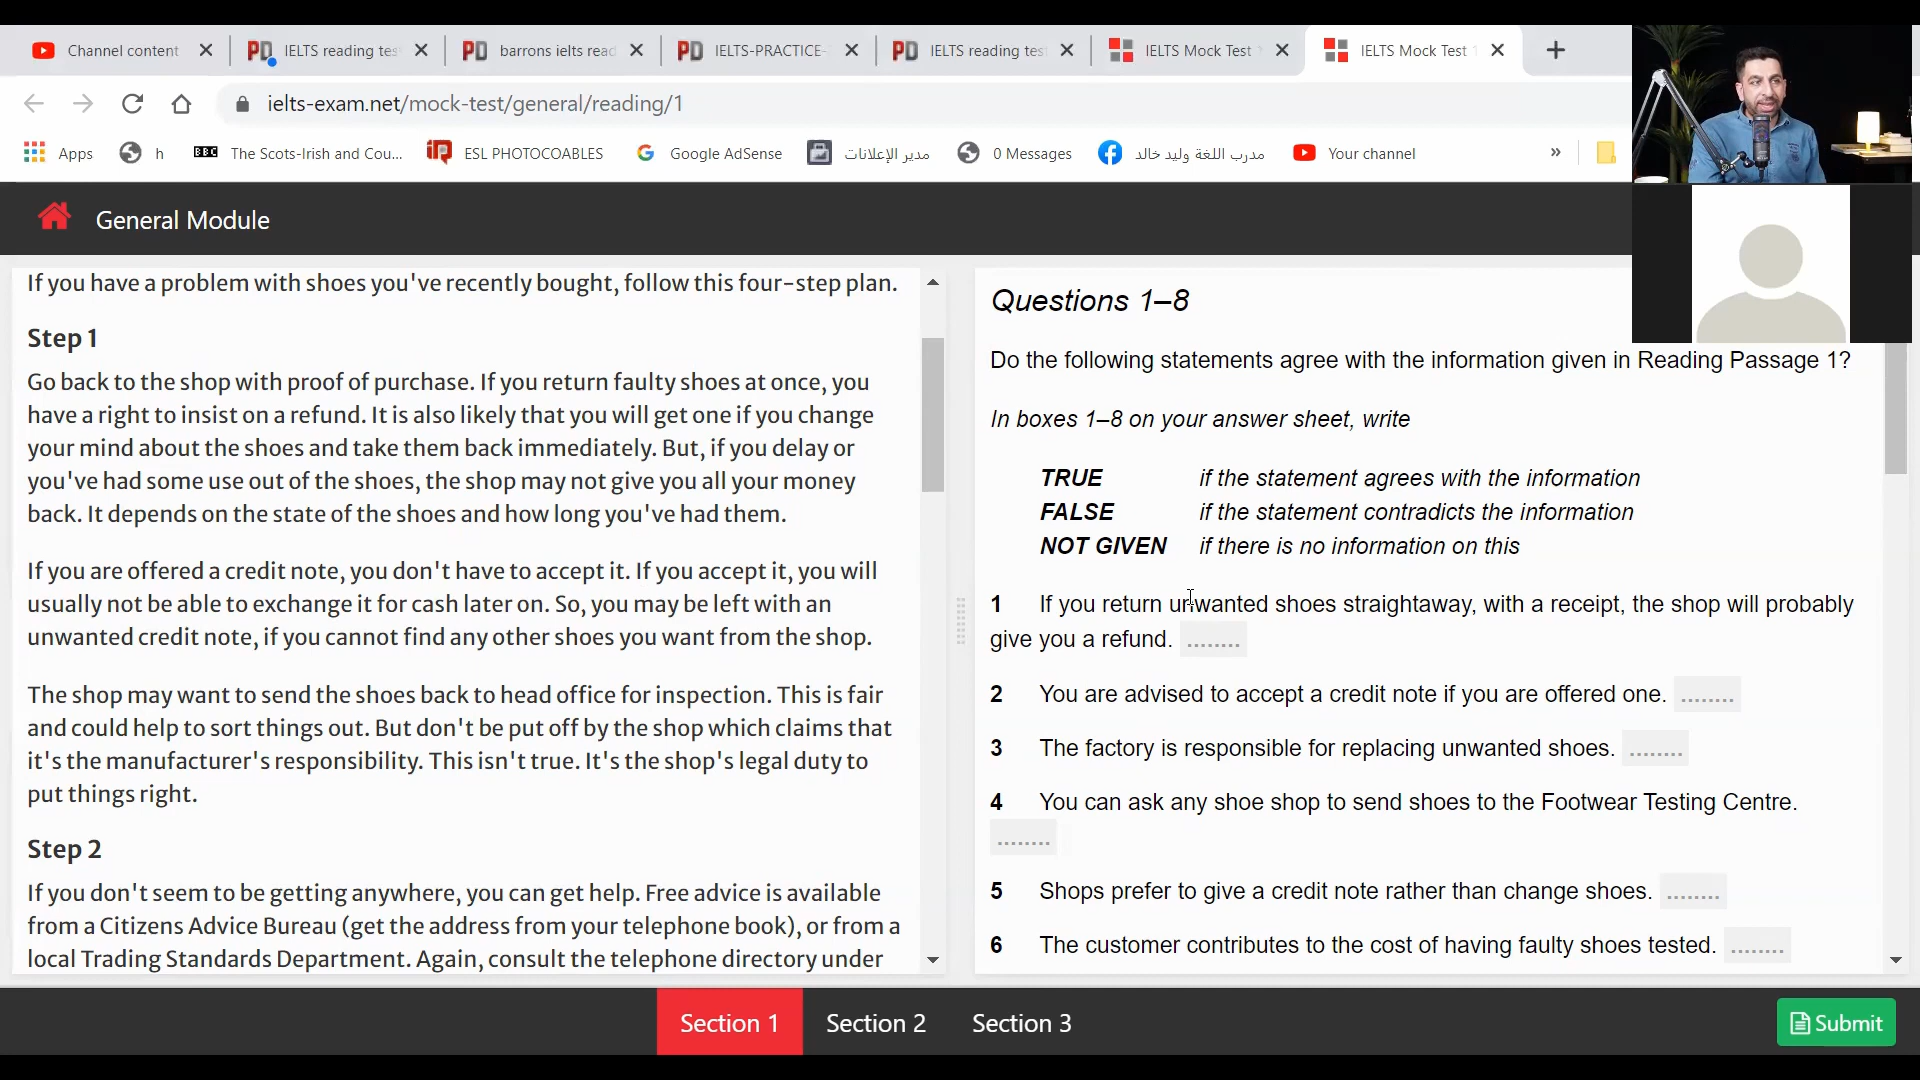 Channel content
IELTS reading tes
barrons ielts read
IELTS-PRACTICE-
IELTS reading tes
IELTS Mock Test 1
IELTS Mock Test 1
ielts-exam.net/mock-test/general/reading/1
Apps
h
BBC
The Scots-Irish and Cou...
ESL PHOTOCOABLES
Google AdSense
مدير الإعلانات
0 Messages
مدرب اللغة وليد خالد
Your channel
»
General Module
If you have a problem with shoes you've recently bought, follow this four-step plan.
Step 1
Go back to the shop with proof of purchase. If you return faulty shoes at once, you
have a right to insist on a refund. It is also likely that you will get one if you change
your mind about the shoes and take them back immediately. But, if you delay or
you've had some use out of the shoes, the shop may not give you all your money
back. It depends on the state of the shoes and how long you've had them.
If you are offered a credit note, you don't have to accept it. If you accept it, you will
usually not be able to exchange it for cash later on. So, you may be left with an
unwanted credit note, if you cannot find any other shoes you want from the shop.
The shop may want to send the shoes back to head office for inspection. This is fair
and could help to sort things out. But don't be put off by the shop which claims that
it's the manufacturer's responsibility. This isn't true. It's the shop's legal duty to
put things right.
Step 2
If you don't seem to be getting anywhere, you can get help. Free advice is available
from a Citizens Advice Bureau (get the address from your telephone book), or from a
local Trading Standards Department. Again, consult the telephone directory under
Questions 1–8
Do the following statements agree with the information given in Reading Passage 1?
In boxes 1–8 on your answer sheet, write
TRUE if the statement agrees with the information
FALSE if the statement contradicts the information
NOT GIVEN if there is no information on this
1 If you return unwanted shoes straightaway, with a receipt, the shop will probably
give you a refund. ........
2 You are advised to accept a credit note if you are offered one. ........
3 The factory is responsible for replacing unwanted shoes. ........
4 You can ask any shoe shop to send shoes to the Footwear Testing Centre.
........
5 Shops prefer to give a credit note rather than change shoes. ........
6 The customer contributes to the cost of having faulty shoes tested. ........
Section 1
Section 2
Section 3
Submit